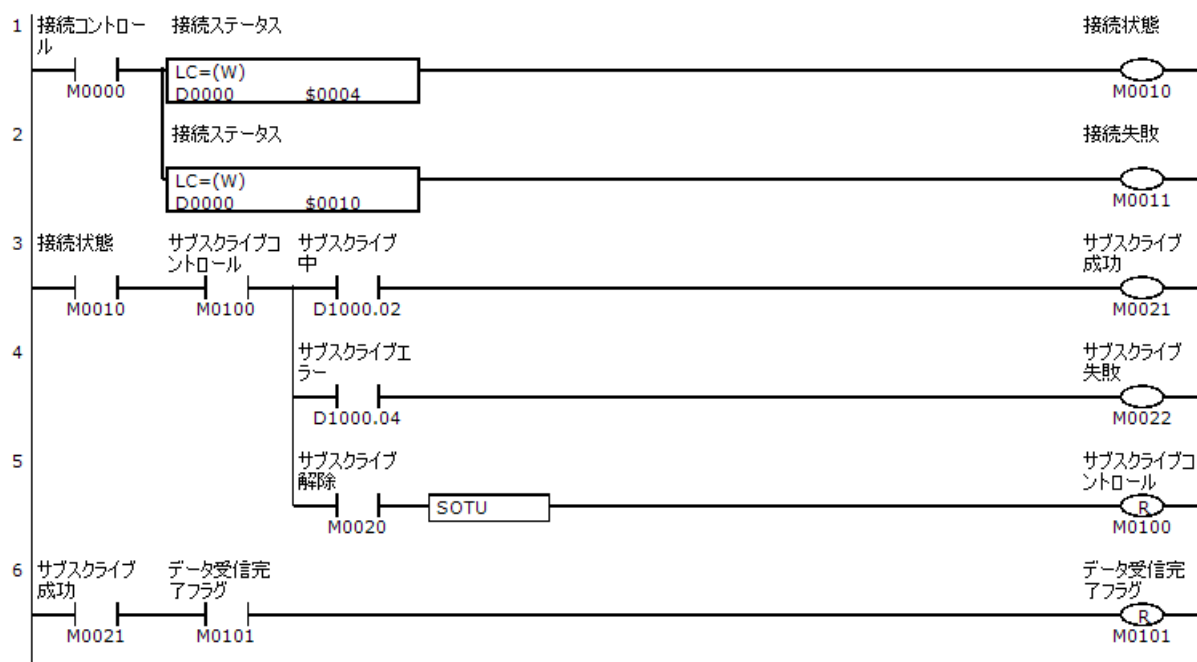 1 接続コントロー 接続ステータス 接続状態
ル
LC=(W)
M0000 D0000 $0004 M0010
2 接続ステータス 接続失敗
LC=(W)
D0000 $0010 M0011
3 接続状態 サブスクライブコ サブスクライブ サブスクライブ
ントロール 中 成功
M0010 M0100 D1000.02 M0021
4 サブスクライブエ サブスクライブ
ラー 失敗
D1000.04 M0022
5 サブスクライブ サブスクライブコ
解除 ントロール
SOTU R
M0020 M0100
6 サブスクライブ データ受信完 データ受信完
成功 了フラグ 了フラグ
R
M0021 M0101 M0101